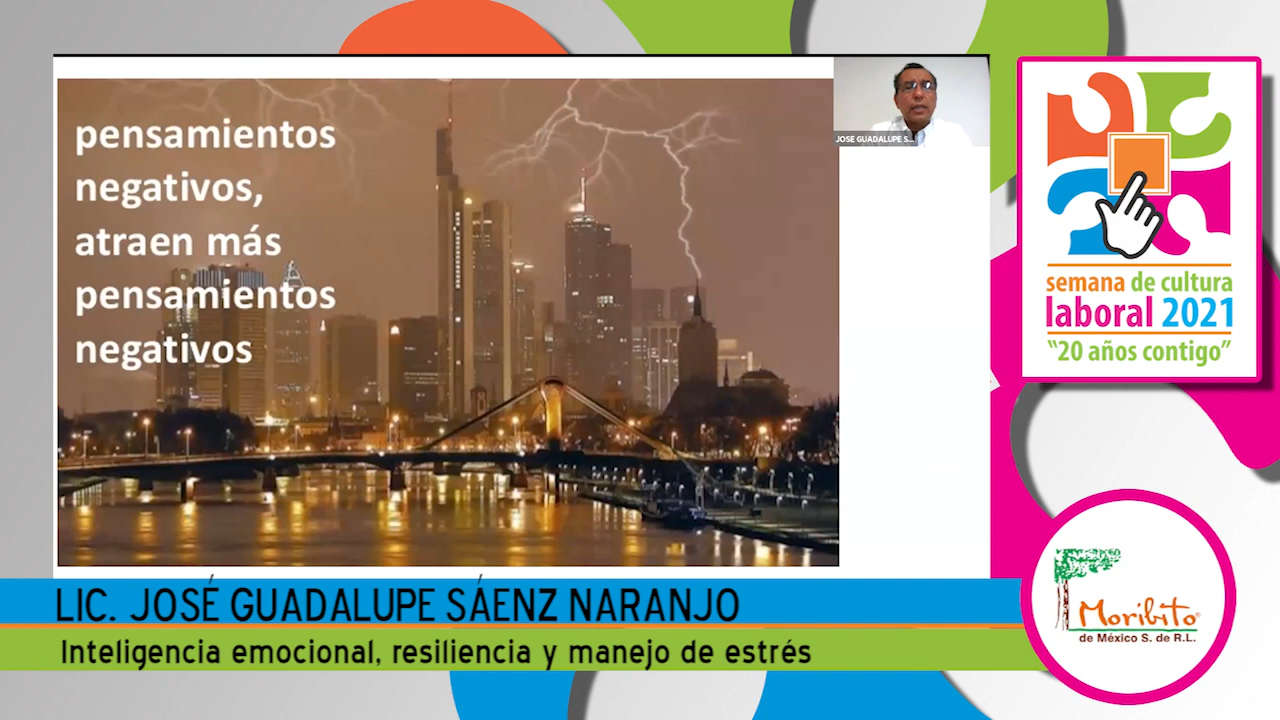 pensamientos
negativos,
atraen más
pensamientos
negativos
JOSE GUADALUPE S...
semana de cultura
laboral 2021
“20 años contigo”
Moribito®
de México S. de R.L.
LIC. JOSÉ GUADALUPE SÁENZ NARANJO
Inteligencia emocional, resiliencia y manejo de estrés